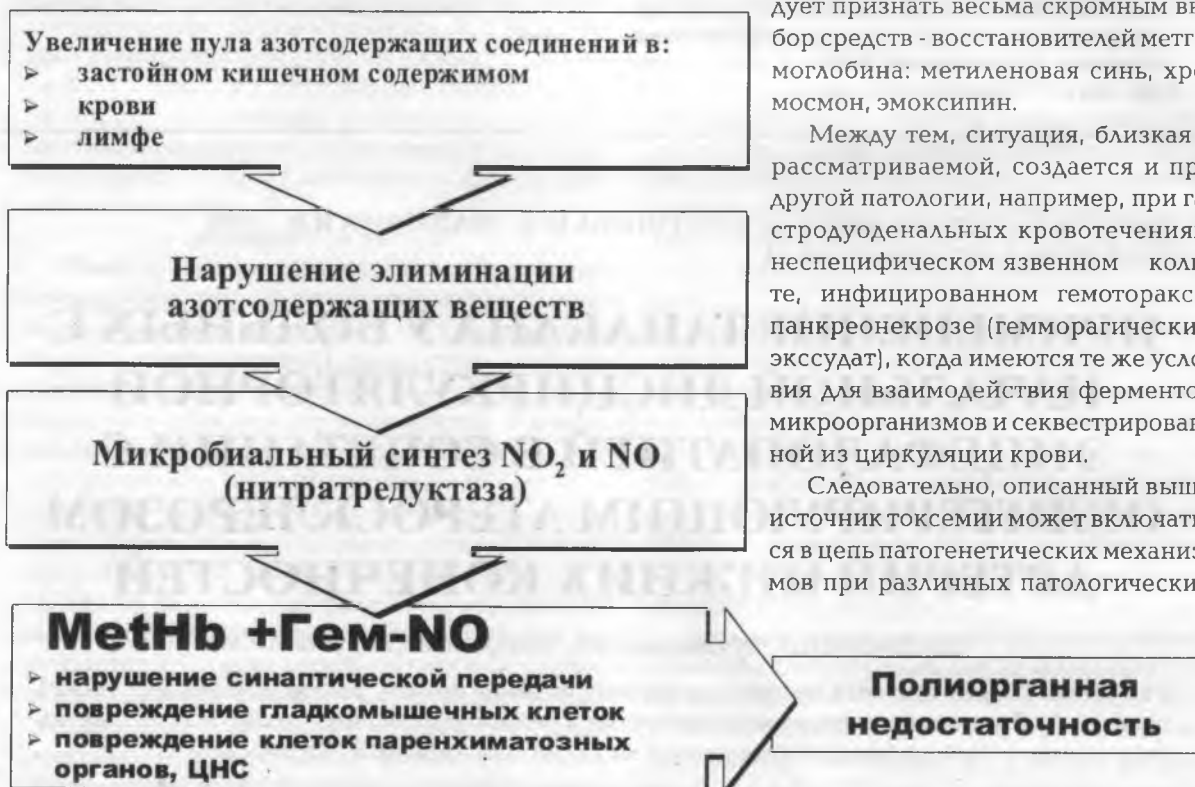 Увеличение пула азотсодержащих соединений в:
➢ застойном кишечном содержимом
➢ крови
➢ лимфе
Нарушение элиминации
азотсодержащих веществ
Микробиальный синтез NO₂ и NO
(нитратредуктаза)
MetHb +Гем-NO
➢ нарушение синаптической передачи
➢ повреждение гладкомышечных клеток
➢ повреждение клеток паренхиматозных
органов, ЦНС
Полиорганная
недостаточность
дует признать весьма скромным вы
бор средств - восстановителей метг
моглобина: метиленовая синь, хро
мосмон, эмоксипин.
Между тем, ситуация, близкая
рассматриваемой, создается и пр
другой патологии, например, при га
стродуоденальных кровотечениях
неспецифическом язвенном коли
те, инфицированном гемоторакс
панкреонекрозе (гемморагически
экссудат), когда имеются те же усло
вия для взаимодействия ферменто
микроорганизмов и секвестрирован
ной из циркуляции крови.
Следовательно, описанный выш
источник токсемии может включать
ся в цепь патогенетических механиз
мов при различных патологически